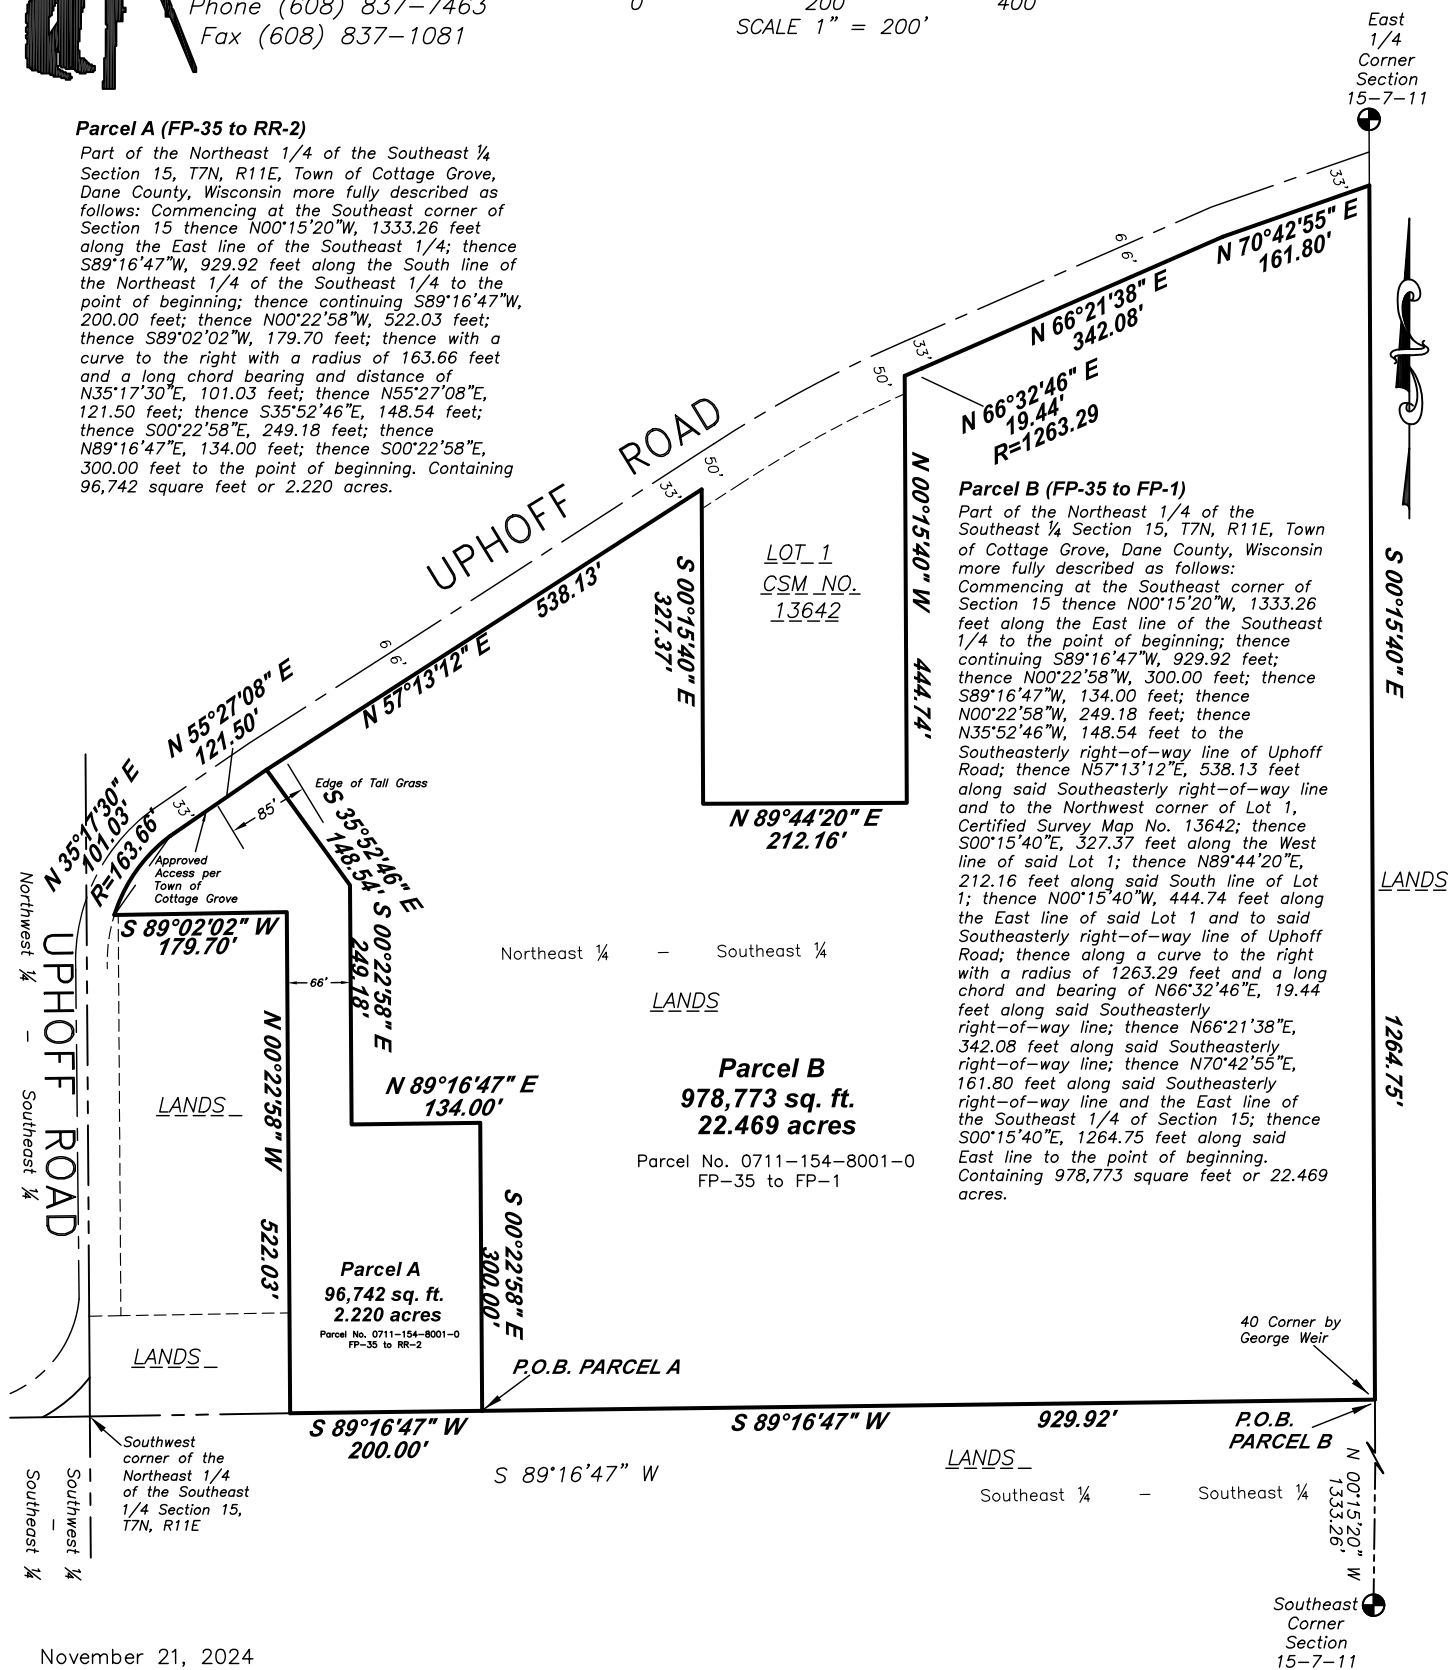 Phone (608) 837-7463
Fax (608) 837-1081
0 200 400
SCALE 1" = 200'
East
1/4
Corner
Section
15-7-11
Parcel A (FP-35 to RR-2)
Part of the Northeast 1/4 of the Southeast ¼
Section 15, T7N, R11E, Town of Cottage Grove,
Dane County, Wisconsin more fully described as
follows: Commencing at the Southeast corner of
Section 15 thence N00°15'20"W, 1333.26 feet
along the East line of the Southeast 1/4; thence
S89°16'47"W, 929.92 feet along the South line of
the Northeast 1/4 of the Southeast 1/4 to the
point of beginning; thence continuing S89°16'47"W,
200.00 feet; thence N00°22'58"W, 522.03 feet;
thence S89°02'02"W, 179.70 feet; thence with a
curve to the right with a radius of 163.66 feet
and a long chord bearing and distance of
N35°17'30"E, 101.03 feet; thence N55°27'08"E,
121.50 feet; thence S35°52'46"E, 148.54 feet;
thence S00°22'58"E, 249.18 feet; thence
N89°16'47"E, 134.00 feet; thence S00°22'58"E,
300.00 feet to the point of beginning. Containing
96,742 square feet or 2.220 acres.
33'
N 70°42'55" E
161.80'
66'
N 66°21'38" E
342.08'
33'
50'
N 66°32'46" E
19.44'
R=1263.29
UPHOFF ROAD
50'
33'
538.13'
N 57°13'12" E
66'
LOT 1
CSM NO.
13642
S 00°15'40" E
327.37'
N 00°15'40" W 444.74'
N 89°44'20" E
212.16'
Parcel B (FP-35 to FP-1)
Part of the Northeast 1/4 of the
Southeast ¼ Section 15, T7N, R11E, Town
of Cottage Grove, Dane County, Wisconsin
more fully described as follows:
Commencing at the Southeast corner of
Section 15 thence N00°15'20"W, 1333.26
feet along the East line of the Southeast
1/4 to the point of beginning; thence
continuing S89°16'47"W, 929.92 feet;
thence N00°22'58"W, 300.00 feet; thence
S89°16'47"W, 134.00 feet; thence
N00°22'58"W, 249.18 feet; thence
N35°52'46"W, 148.54 feet to the
Southeasterly right-of-way line of Uphoff
Road; thence N57°13'12"E, 538.13 feet
along said Southeasterly right-of-way line
and to the Northwest corner of Lot 1,
Certified Survey Map No. 13642; thence
S00°15'40"E, 327.37 feet along the West
line of said Lot 1; thence N89°44'20"E,
212.16 feet along said South line of Lot
1; thence N00°15'40"W, 444.74 feet along
the East line of said Lot 1 and to said
Southeasterly right-of-way line of Uphoff
Road; thence along a curve to the right
with a radius of 1263.29 feet and a long
chord and bearing of N66°32'46"E, 19.44
feet along said Southeasterly
right-of-way line; thence N66°21'38"E,
342.08 feet along said Southeasterly
right-of-way line; thence N70°42'55"E,
161.80 feet along said Southeasterly
right-of-way line and the East line of
the Southeast 1/4 of Section 15; thence
S00°15'40"E, 1264.75 feet along said
East line to the point of beginning.
Containing 978,773 square feet or 22.469
acres.
S 00°15'40" E 1264.75'
LANDS
N 55°27'08" E
121.50'
N 35°17'30" E
101.03'
R=163.66'
33'
85'
Edge of Tall Grass
S 35°52'46" E
148.54'
Approved
Access per
Town of
Cottage Grove
S 89°02'02" W
179.70'
66'
S 00°22'58" E
249.18'
Northwest ¼ - Southeast ¼
UPHOFF ROAD
N 00°22'58" W 522.03'
LANDS
Northeast ¼ - Southeast ¼
LANDS
Parcel B
978,773 sq. ft.
22.469 acres
Parcel No. 0711-154-8001-0
FP-35 to FP-1
N 89°16'47" E
134.00'
S 00°22'58" E
300.00'
Parcel A
96,742 sq. ft.
2.220 acres
Parcel No. 0711-154-8001-0
FP-35 to RR-2
LANDS
P.O.B. PARCEL A
40 Corner by
George Weir
S 89°16'47" W
200.00'
S 89°16'47" W 929.92'
P.O.B.
PARCEL B
Southwest
corner of the
Northeast 1/4
of the Southeast
1/4 Section 15,
T7N, R11E
S 89°16'47" W
LANDS
Southeast ¼ - Southeast ¼
N 00°15'20" W
1333.26'
Southwest ¼
-
Southeast ¼
Southeast
Corner
Section
15-7-11
November 21, 2024